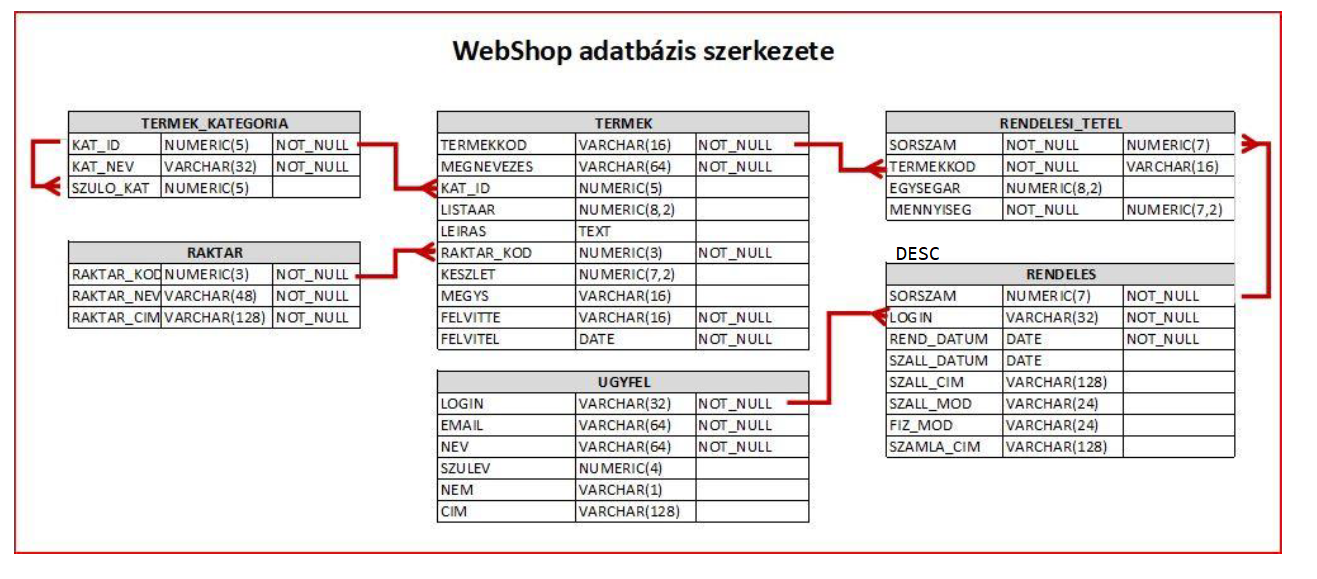 WebShop adatbázis szerkezete
TERMEK_KATEGORIA
KAT_ID NUMERIC(5) NOT_NULL
KAT_NEV VARCHAR(32) NOT_NULL
SZULO_KAT NUMERIC(5)
RAKTAR
RAKTAR_KOD NUMERIC(3) NOT_NULL
RAKTAR_NEV VARCHAR(48) NOT_NULL
RAKTAR_CIM VARCHAR(128) NOT_NULL
TERMEK
TERMEKKOD VARCHAR(16) NOT_NULL
MEGNEVEZES VARCHAR(64) NOT_NULL
KAT_ID NUMERIC(5)
LISTAAR NUMERIC(8,2)
LEIRAS TEXT
RAKTAR_KOD NUMERIC(3) NOT_NULL
KESZLET NUMERIC(7,2)
MEGYS VARCHAR(16)
FELVITTE VARCHAR(16) NOT_NULL
FELVITEL DATE NOT_NULL
UGYFEL
LOGIN VARCHAR(32) NOT_NULL
EMAIL VARCHAR(64) NOT_NULL
NEV VARCHAR(64) NOT_NULL
SZULEV NUMERIC(4)
NEM VARCHAR(1)
CIM VARCHAR(128)
RENDELESI_TETEL
SORSZAM NOT_NULL NUMERIC(7)
TERMEKKOD NOT_NULL VARCHAR(16)
EGYSEGAR NUMERIC(8,2)
MENNYISEG NOT_NULL NUMERIC(7,2)
DESC
RENDELES
SORSZAM NUMERIC(7) NOT_NULL
LOGIN VARCHAR(32) NOT_NULL
REND_DATUM DATE NOT_NULL
SZALL_DATUM DATE
SZALL_CIM VARCHAR(128)
SZALL_MOD VARCHAR(24)
FIZ_MOD VARCHAR(24)
SZAMLA_CIM VARCHAR(128)